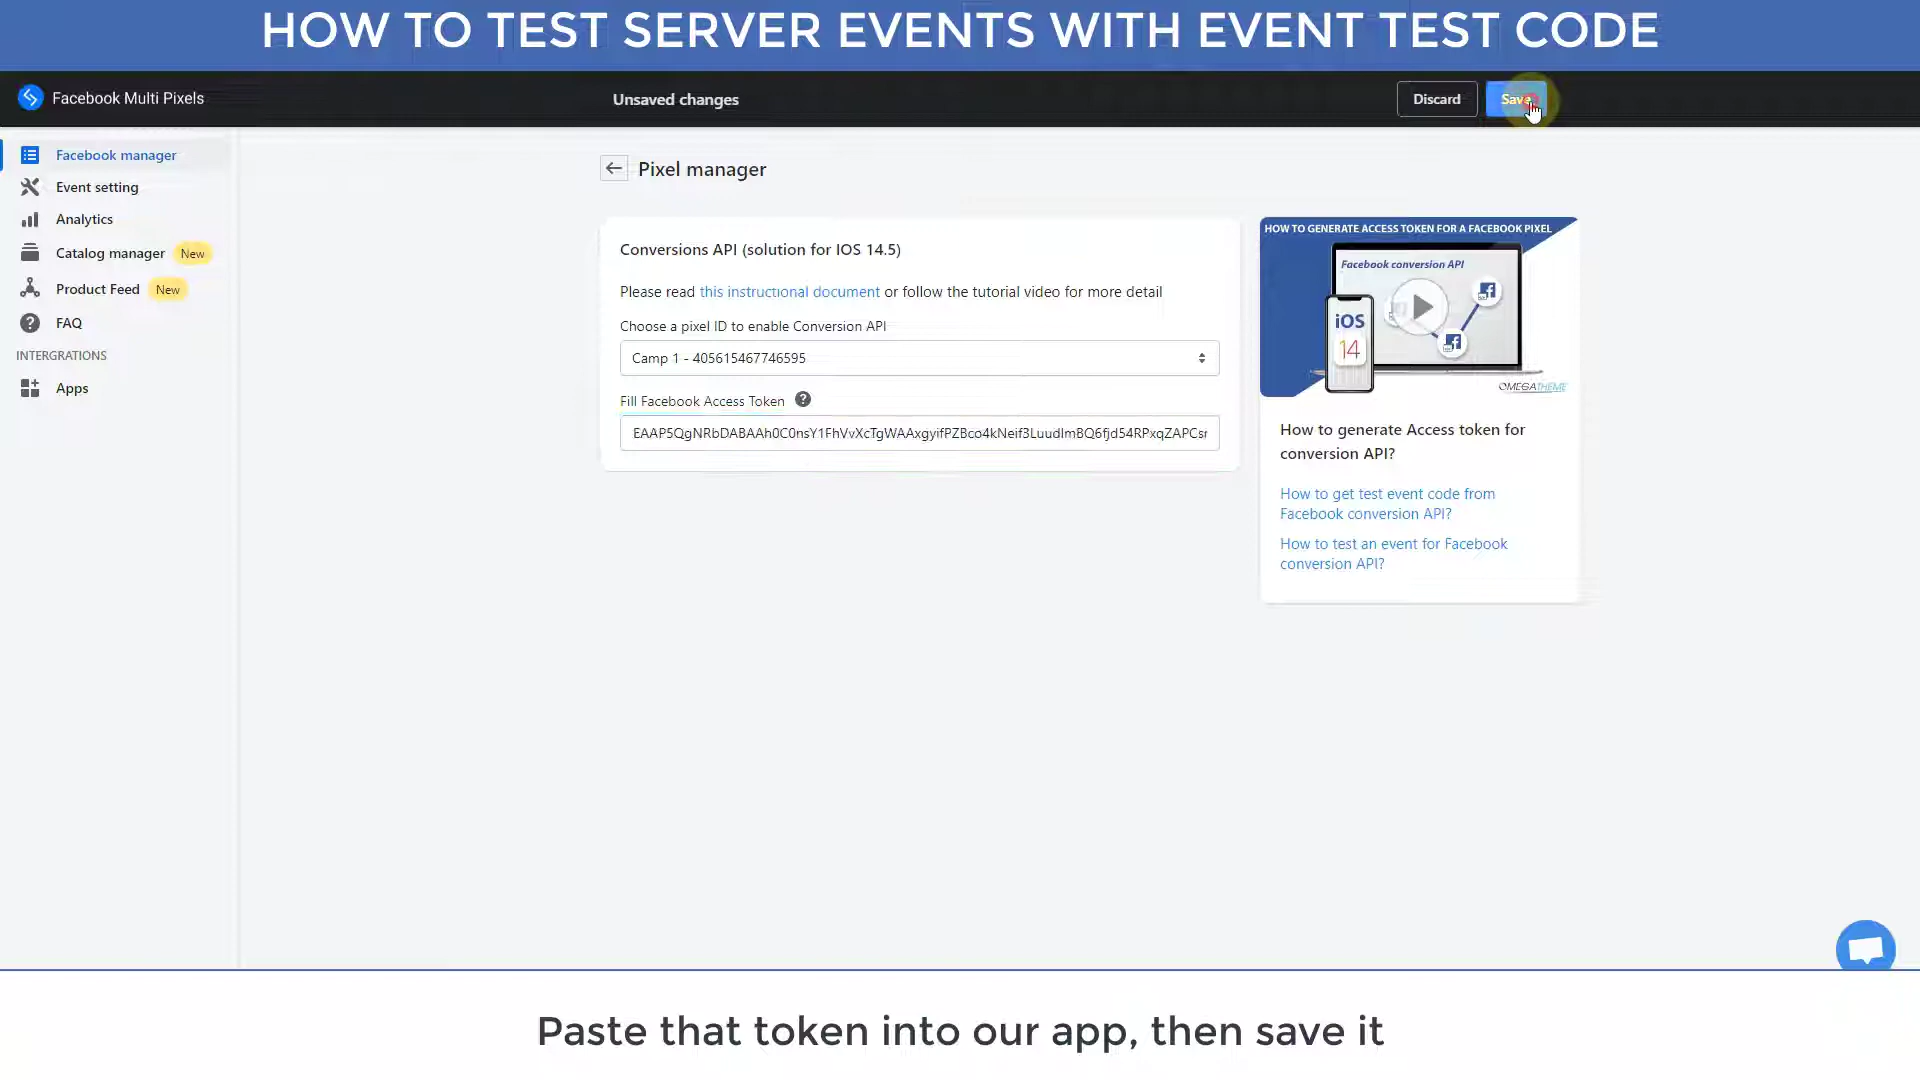 HOW TO TEST SERVER EVENTS WITH EVENT TEST CODE
Facebook Multi Pixels
Unsaved changes
Discard
Save
Facebook manager
Event setting
Analytics
Catalog manager New
Product Feed New
FAQ
INTERGRATIONS
Apps
Pixel manager
Conversions API (solution for IOS 14.5)
Please read this instructional document or follow the tutorial video for more detail
Choose a pixel ID to enable Conversion API
Camp 1 - 405615467746595
Fill Facebook Access Token
EAAP5QgNRbDABAAh0C0nsY1FhVvXcTgWAAxgyifPZBco4kNeif3LuudlmBQ6fjd54RPxqZAPCsr
HOW TO GENERATE ACCESS TOKEN FOR A FACEBOOK PIXEL
Facebook conversion API
iOS
14
OMEGATHEME
How to generate Access token for
conversion API?
How to get test event code from
Facebook conversion API?
How to test an event for Facebook
conversion API?
Paste that token into our app, then save it